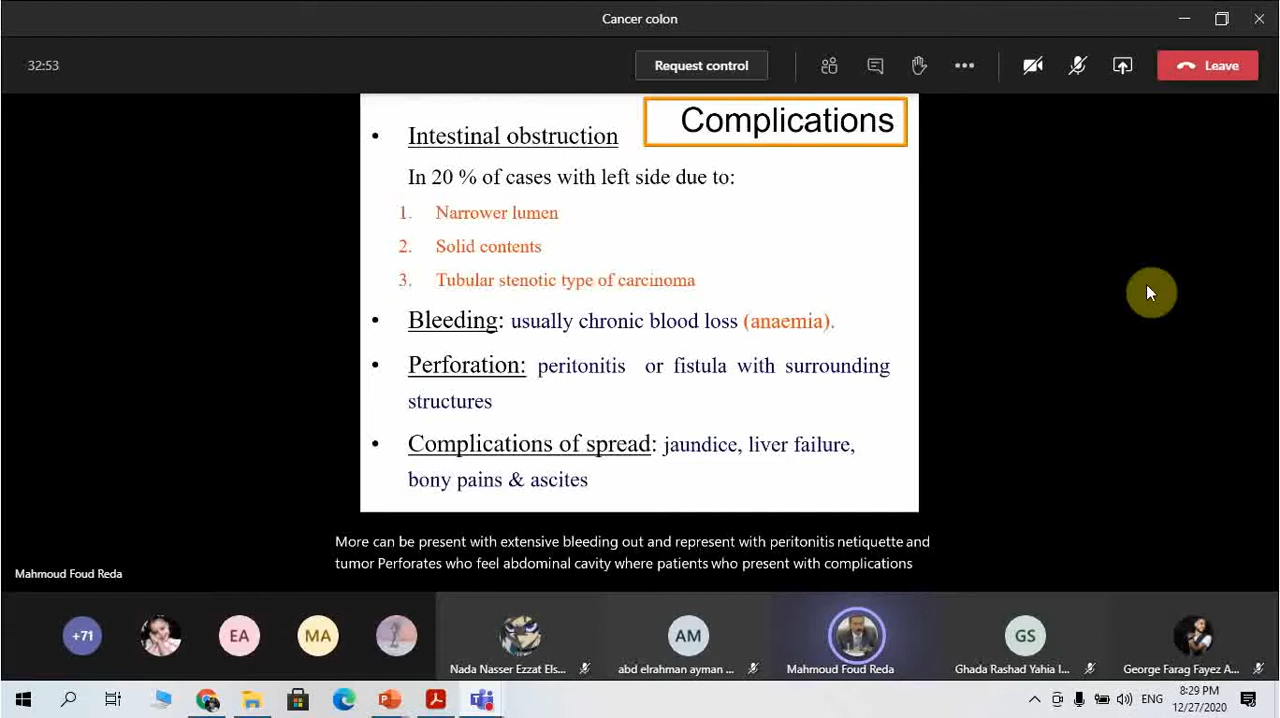 Cancer colon
32:53
Request control
Leave
Complications
• Intestinal obstruction
In 20 % of cases with left side due to:
1. Narrower lumen
2. Solid contents
3. Tubular stenotic type of carcinoma
• Bleeding: usually chronic blood loss (anaemia).
• Perforation: peritonitis or fistula with surrounding
structures
• Complications of spread: jaundice, liver failure,
bony pains & ascites
More can be present with extensive bleeding out and represent with peritonitis netiquette and
tumor Perforates who feel abdominal cavity where patients who present with complications
Mahmoud Foud Reda
+71
EA
MA
AM
GS
Nada Nasser Ezzat Els...
abd elrahman ayman ...
Mahmoud Foud Reda
Ghada Rashad Yahia I...
George Farag Fayez A...
ENG
8:29 PM
12/27/2020